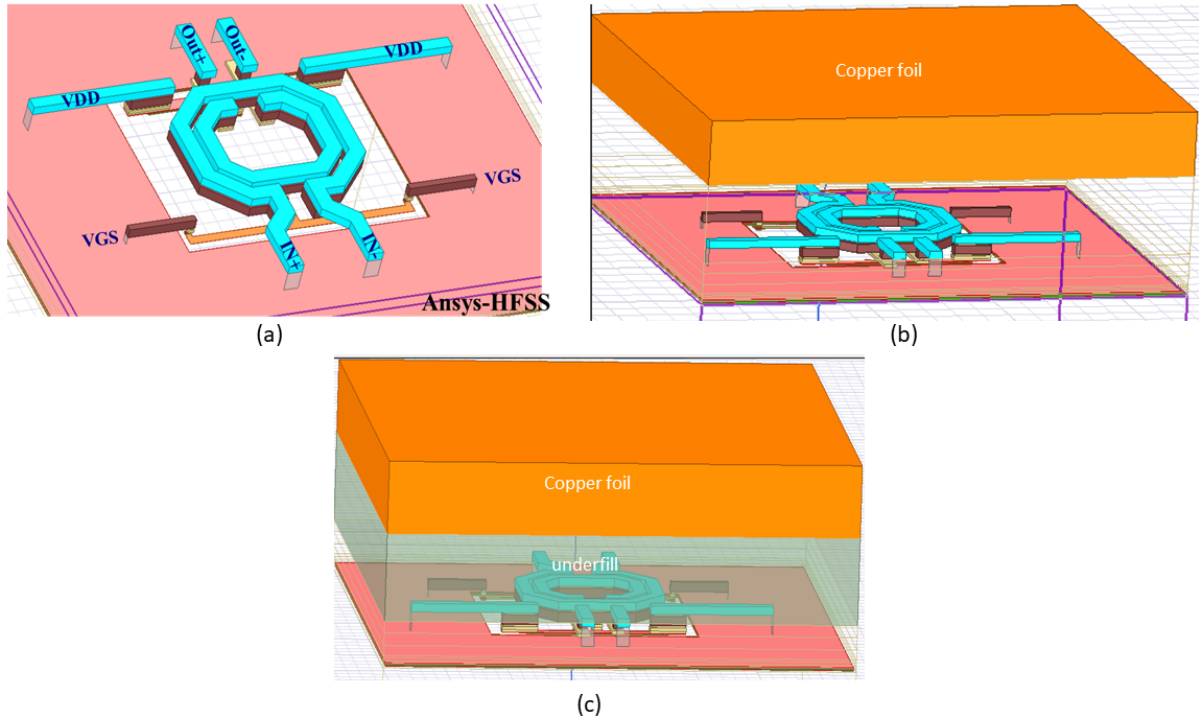 Out+
Out-
VDD
VDD
VGS
VGS
IN+
IN-
Ansys-HFSS
(a)
Copper foil
(b)
Copper foil
underfill
(c)